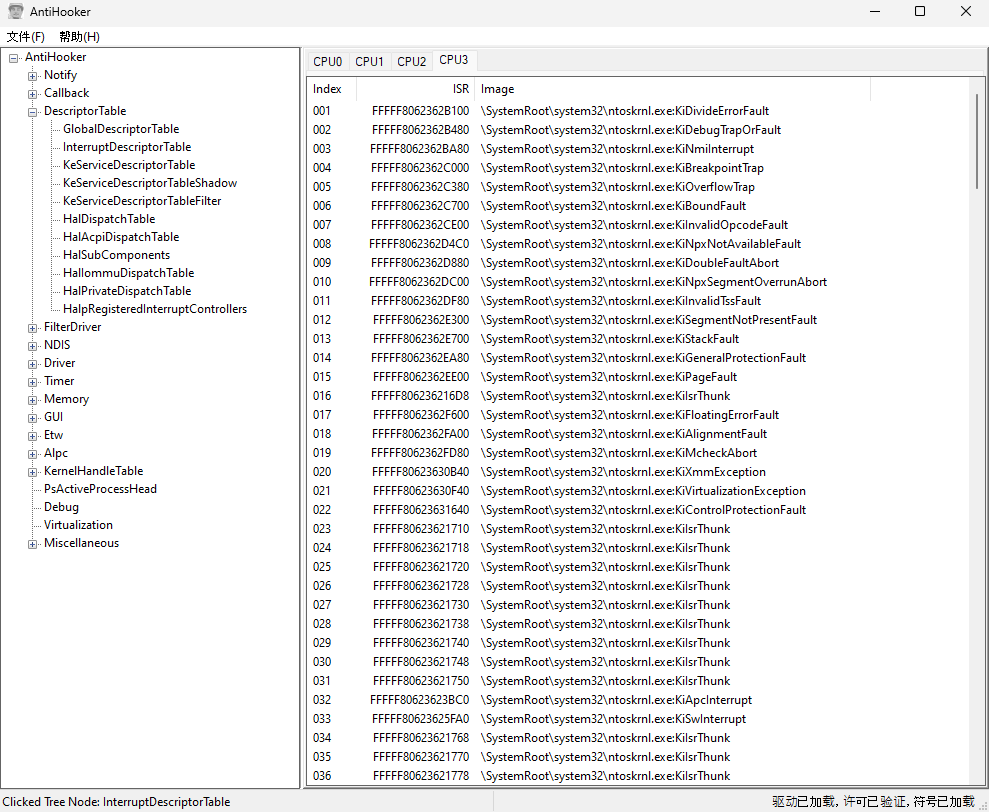 AntiHooker
文件(F) 帮助(H)
AntiHooker
Notify
Callback
DescriptorTable
GlobalDescriptorTable
InterruptDescriptorTable
KeServiceDescriptorTable
KeServiceDescriptorTableShadow
KeServiceDescriptorTableFilter
HalDispatchTable
HalAcpiDispatchTable
HalSubComponents
HalIommuDispatchTable
HalPrivateDispatchTable
HalpRegisteredInterruptControllers
FilterDriver
NDIS
Driver
Timer
Memory
GUI
Etw
Alpc
KernelHandleTable
PsActiveProcessHead
Debug
Virtualization
Miscellaneous
CPU0 CPU1 CPU2 CPU3
Index ISR Image
001 FFFFF8062362B100 \SystemRoot\system32\ntoskrnl.exe:KiDivideErrorFault
002 FFFFF8062362B480 \SystemRoot\system32\ntoskrnl.exe:KiDebugTrapOrFault
003 FFFFF8062362BA80 \SystemRoot\system32\ntoskrnl.exe:KiNmiInterrupt
004 FFFFF8062362C000 \SystemRoot\system32\ntoskrnl.exe:KiBreakpointTrap
005 FFFFF8062362C380 \SystemRoot\system32\ntoskrnl.exe:KiOverflowTrap
006 FFFFF8062362C700 \SystemRoot\system32\ntoskrnl.exe:KiBoundFault
007 FFFFF8062362CE00 \SystemRoot\system32\ntoskrnl.exe:KiInvalidOpcodeFault
008 FFFFF8062362D4C0 \SystemRoot\system32\ntoskrnl.exe:KiNpxNotAvailableFault
009 FFFFF8062362D880 \SystemRoot\system32\ntoskrnl.exe:KiDoubleFaultAbort
010 FFFFF8062362DC00 \SystemRoot\system32\ntoskrnl.exe:KiNpxSegmentOverrunAbort
011 FFFFF8062362DF80 \SystemRoot\system32\ntoskrnl.exe:KiInvalidTssFault
012 FFFFF8062362E300 \SystemRoot\system32\ntoskrnl.exe:KiSegmentNotPresentFault
013 FFFFF8062362E700 \SystemRoot\system32\ntoskrnl.exe:KiStackFault
014 FFFFF8062362EA80 \SystemRoot\system32\ntoskrnl.exe:KiGeneralProtectionFault
015 FFFFF8062362EE00 \SystemRoot\system32\ntoskrnl.exe:KiPageFault
016 FFFFF806236216D8 \SystemRoot\system32\ntoskrnl.exe:KiIsrThunk
017 FFFFF8062362F600 \SystemRoot\system32\ntoskrnl.exe:KiFloatingErrorFault
018 FFFFF8062362FA00 \SystemRoot\system32\ntoskrnl.exe:KiAlignmentFault
019 FFFFF8062362FD80 \SystemRoot\system32\ntoskrnl.exe:KiMcheckAbort
020 FFFFF80623630B40 \SystemRoot\system32\ntoskrnl.exe:KiXmmException
021 FFFFF80623630F40 \SystemRoot\system32\ntoskrnl.exe:KiVirtualizationException
022 FFFFF80623631640 \SystemRoot\system32\ntoskrnl.exe:KiControlProtectionFault
023 FFFFF80623621710 \SystemRoot\system32\ntoskrnl.exe:KiIsrThunk
024 FFFFF80623621718 \SystemRoot\system32\ntoskrnl.exe:KiIsrThunk
025 FFFFF80623621720 \SystemRoot\system32\ntoskrnl.exe:KiIsrThunk
026 FFFFF80623621728 \SystemRoot\system32\ntoskrnl.exe:KiIsrThunk
027 FFFFF80623621730 \SystemRoot\system32\ntoskrnl.exe:KiIsrThunk
028 FFFFF80623621738 \SystemRoot\system32\ntoskrnl.exe:KiIsrThunk
029 FFFFF80623621740 \SystemRoot\system32\ntoskrnl.exe:KiIsrThunk
030 FFFFF80623621748 \SystemRoot\system32\ntoskrnl.exe:KiIsrThunk
031 FFFFF80623621750 \SystemRoot\system32\ntoskrnl.exe:KiIsrThunk
032 FFFFF80623623BC0 \SystemRoot\system32\ntoskrnl.exe:KiApcInterrupt
033 FFFFF80623625FA0 \SystemRoot\system32\ntoskrnl.exe:KiSwInterrupt
034 FFFFF80623621768 \SystemRoot\system32\ntoskrnl.exe:KiIsrThunk
035 FFFFF80623621770 \SystemRoot\system32\ntoskrnl.exe:KiIsrThunk
036 FFFFF80623621778 \SystemRoot\system32\ntoskrnl.exe:KiIsrThunk
Clicked Tree Node: InterruptDescriptorTable 驱动已加载, 许可已验证, 符号已加载